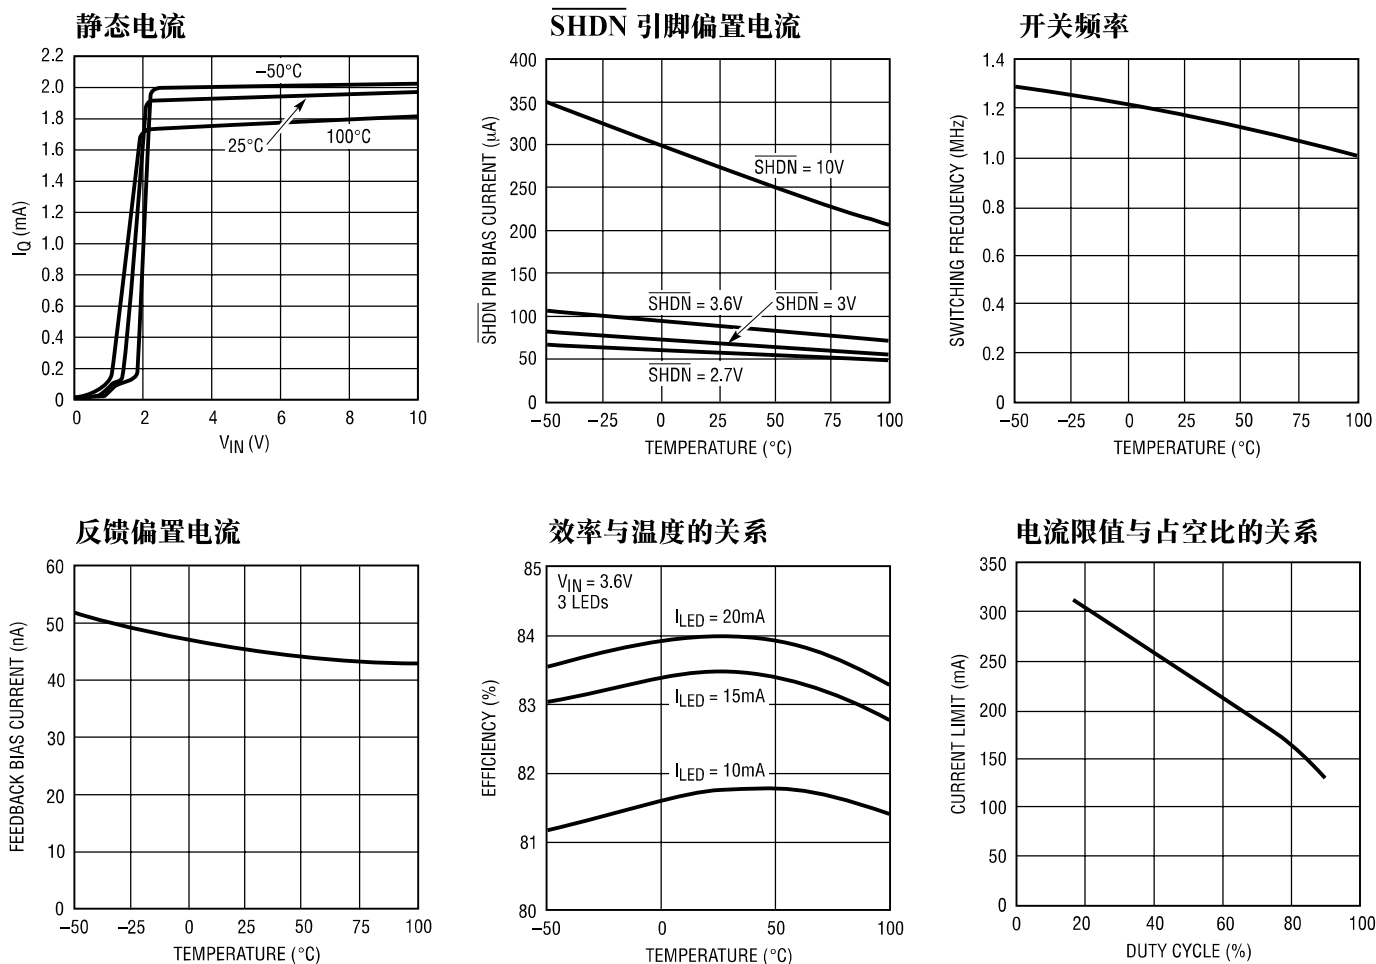 静态电流
2.2
2.0
1.8
1.6
1.4
1.2
1.0
0.8
0.6
0.4
0.2
0
IQ (mA)
–50°C
25°C
100°C
0 2 4 6 8 10
VIN (V)
SHDN 引脚偏置电流
400
350
300
250
200
150
100
50
0
SHDN PIN BIAS CURRENT (µA)
SHDN = 10V
SHDN = 3.6V
SHDN = 3V
SHDN = 2.7V
–50 –25 0 25 50 75 100
TEMPERATURE (°C)
开关频率
1.4
1.2
1.0
0.8
0.6
0.4
0.2
0
SWITCHING FREQUENCY (MHz)
–50 –25 0 25 50 75 100
TEMPERATURE (°C)
反馈偏置电流
60
50
40
30
20
10
0
FEEDBACK BIAS CURRENT (nA)
–50 –25 0 25 50 75 100
TEMPERATURE (°C)
效率与温度的关系
85
84
83
82
81
80
EFFICIENCY (%)
VIN = 3.6V
3 LEDs
ILED = 20mA
ILED = 15mA
ILED = 10mA
–50 0 50 100
TEMPERATURE (°C)
电流限值与占空比的关系
350
300
250
200
150
100
50
0
CURRENT LIMIT (mA)
0 20 40 60 80 100
DUTY CYCLE (%)